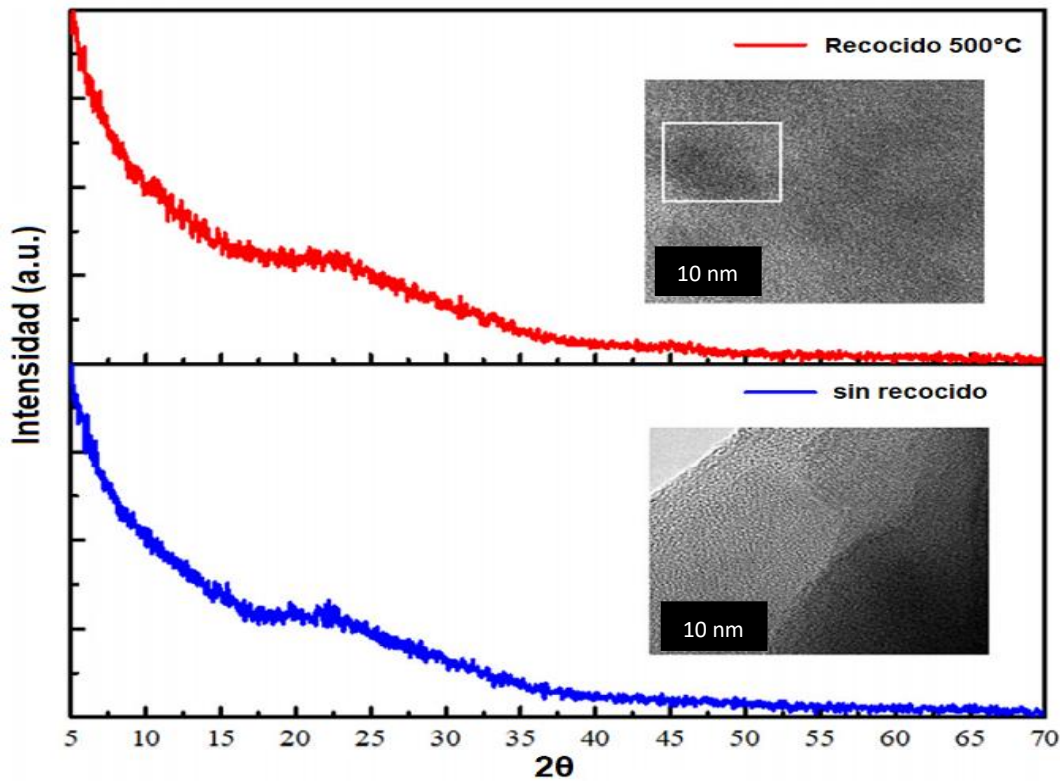 Recocido 500°C
10 nm
Intensidad (a.u.)
sin recocido
10 nm
5 10 15 20 25 30 35 40 45 50 55 60 65 70
2θ